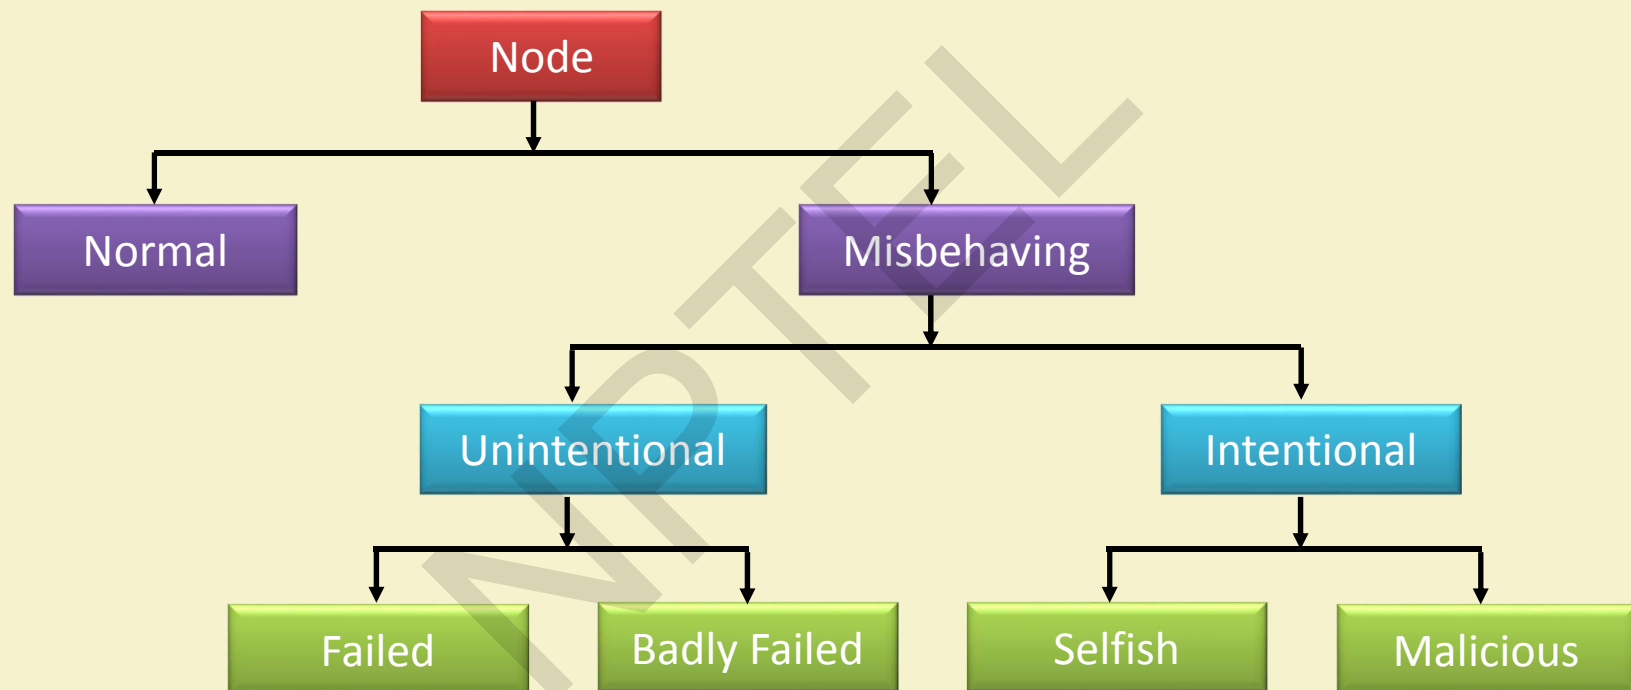 Node
Normal
Misbehaving
Unintentional
Intentional
Failed
Badly Failed
Selfish
Malicious
NPTEL